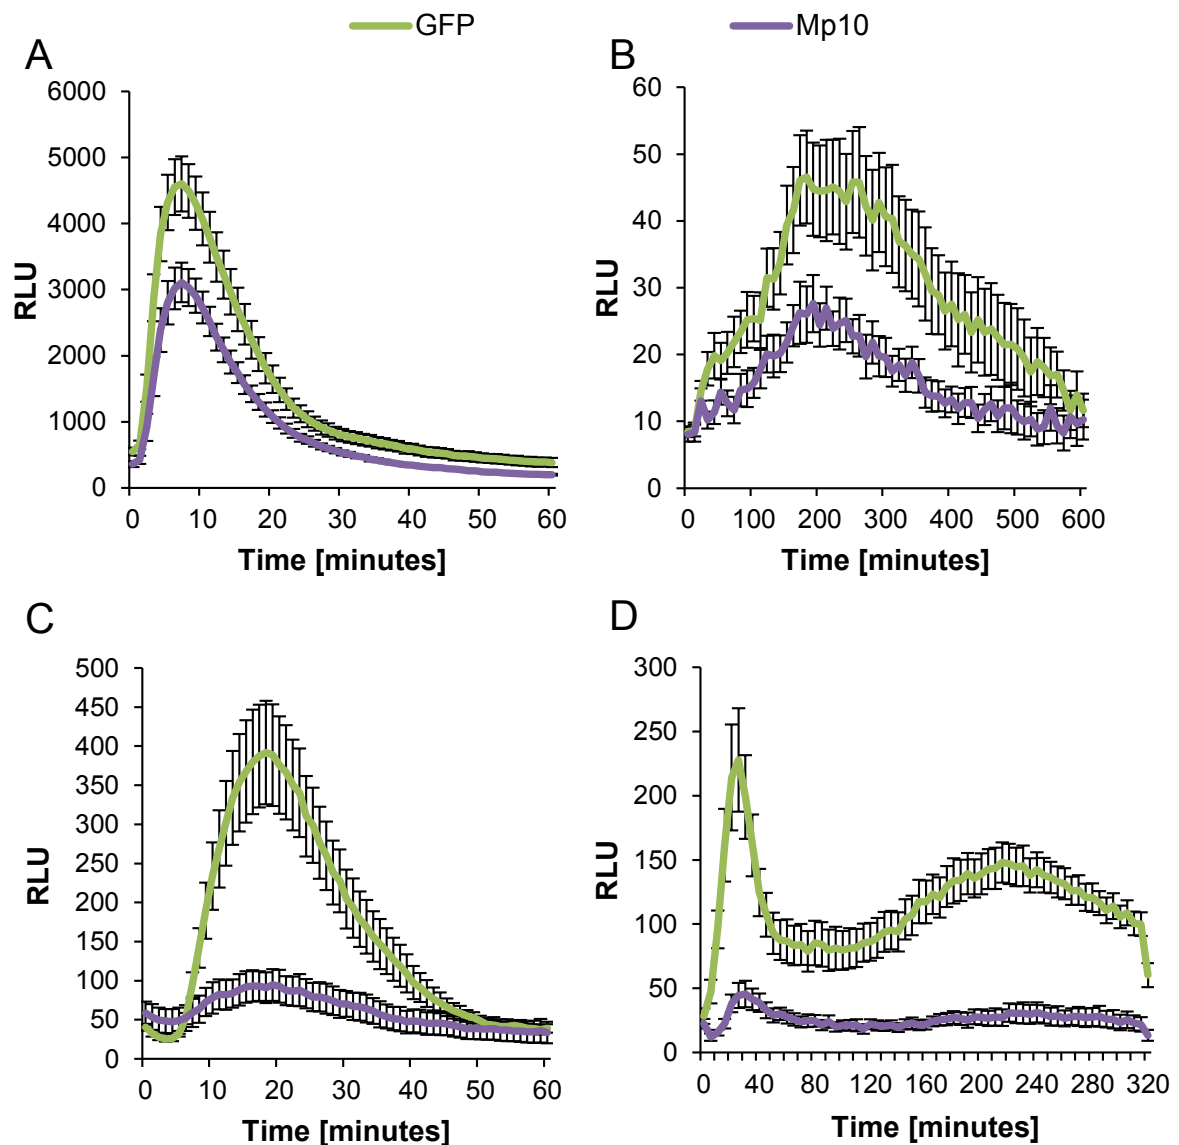 GFP Mp10
A
6000
5000
4000
3000
2000
1000
0
RLU
0 10 20 30 40 50 60
Time [minutes]
B
60
50
40
30
20
10
0
RLU
0 100 200 300 400 500 600
Time [minutes]
C
500
450
400
350
300
250
200
150
100
50
0
RLU
0 10 20 30 40 50 60
Time [minutes]
D
300
250
200
150
100
50
0
RLU
0 40 80 120 160 200 240 280 320
Time [minutes]